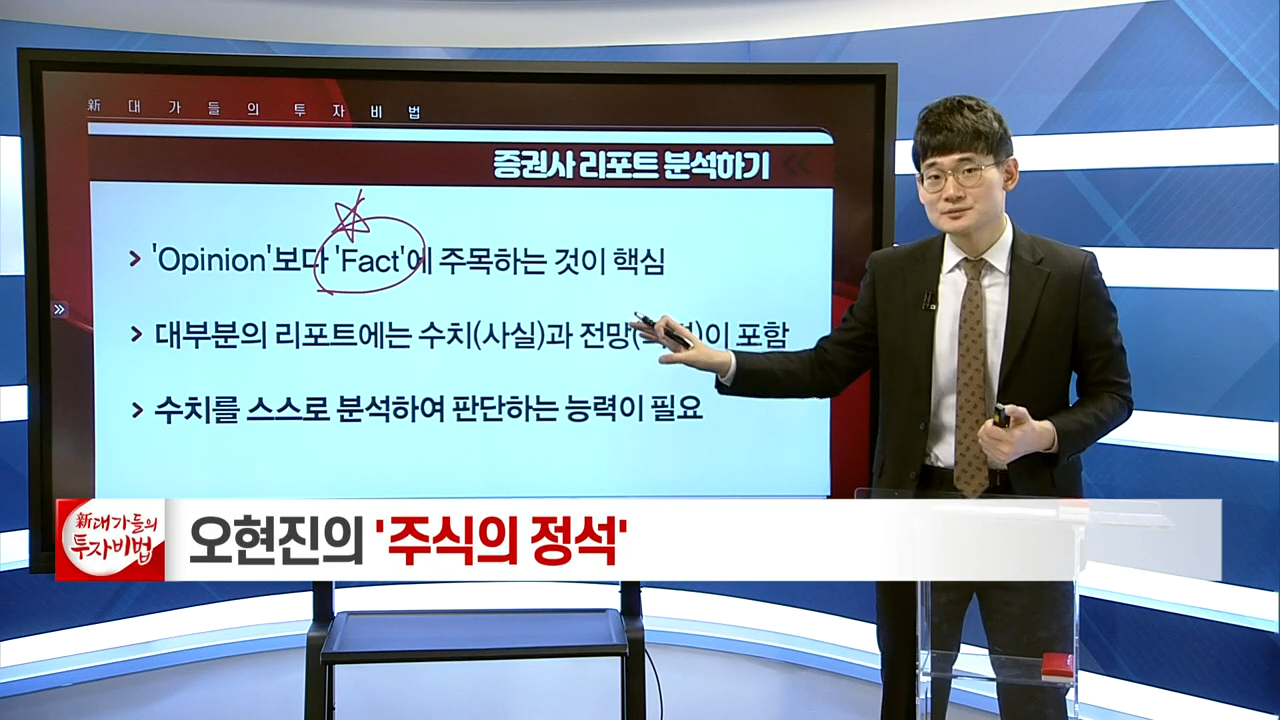 新 대 가 들 의 투 자 비 법
증권사 리포트 분석하기
'Opinion'보다 'Fact'에 주목하는 것이 핵심
대부분의 리포트에는 수치(사실)과 전망(    )이 포함
수치를 스스로 분석하여 판단하는 능력이 필요
新대가들의
투자비법
오현진의 '주식의 정석'